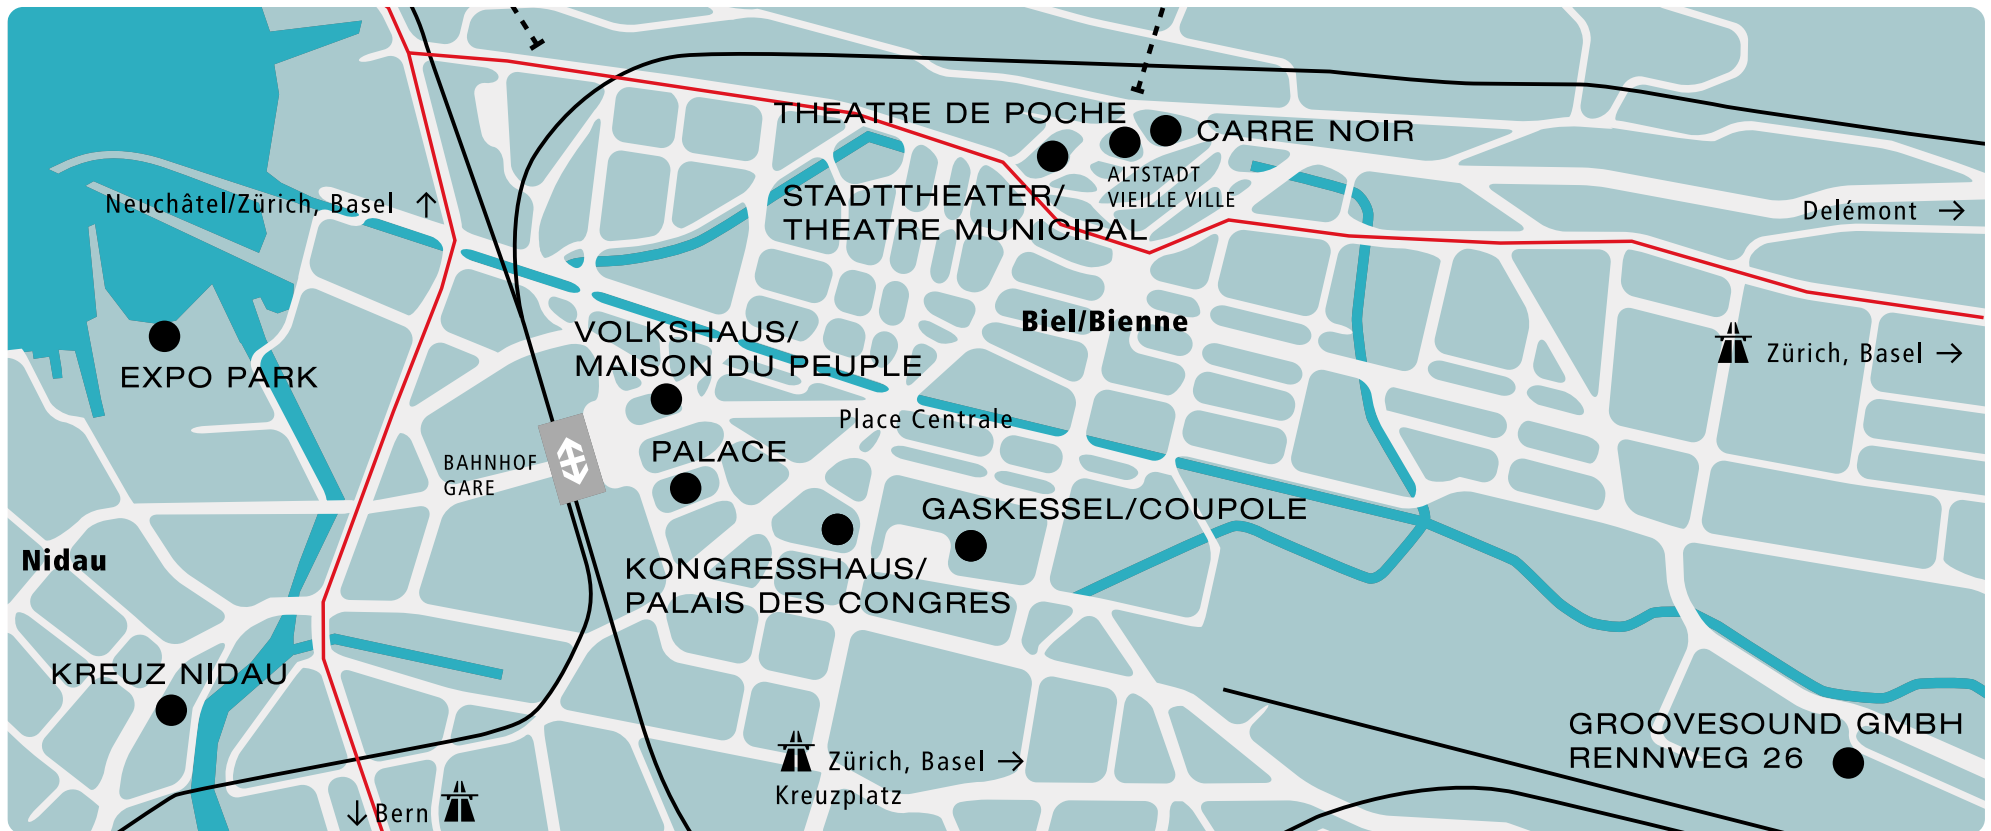 THEATRE DE POCHE
CARRE NOIR
ALTSTADT
VIEILLE VILLE
STADTTHEATER/
THEATRE MUNICIPAL
Neuchâtel/Zürich, Basel ↑
Delémont →
Biel/Bienne
VOLKSHAUS/
MAISON DU PEUPLE
Zürich, Basel →
EXPO PARK
Place Centrale
PALACE
BAHNHOF
GARE
GASKESSEL/COUPOLE
Nidau
KONGRESSHAUS/
PALAIS DES CONGRES
KREUZ NIDAU
GROOVESOUND GMBH
RENNWEG 26
Zürich, Basel →
Kreuzplatz
↓ Bern